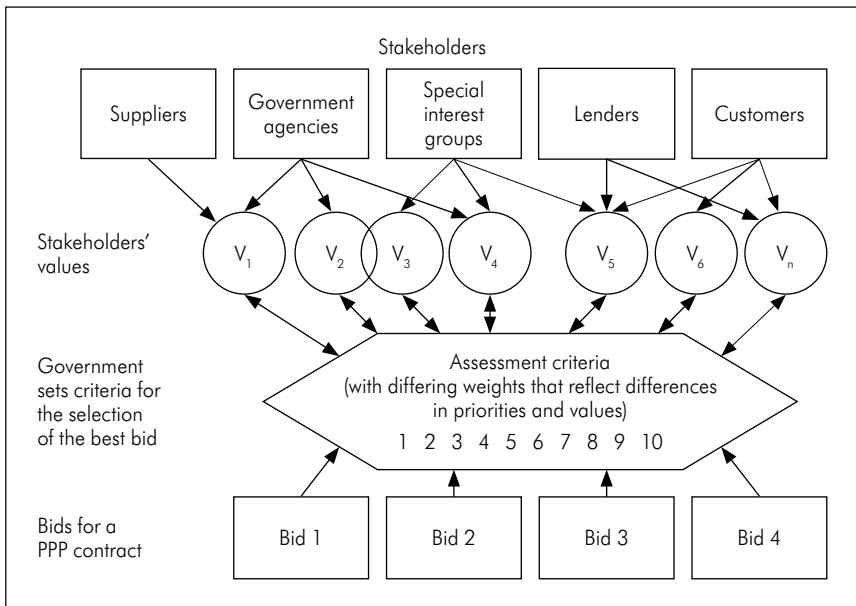 Stakeholders
Suppliers
Government
agencies
Special
interest
groups
Lenders
Customers
Stakeholders'
values
V1
V2
V3
V4
V5
V6
Vn
Government
sets criteria for
the selection
of the best bid
Assessment criteria
(with differing weights that reflect differences
in priorities and values)
1 2 3 4 5 6 7 8 9 10
Bids for a
PPP contract
Bid 1
Bid 2
Bid 3
Bid 4